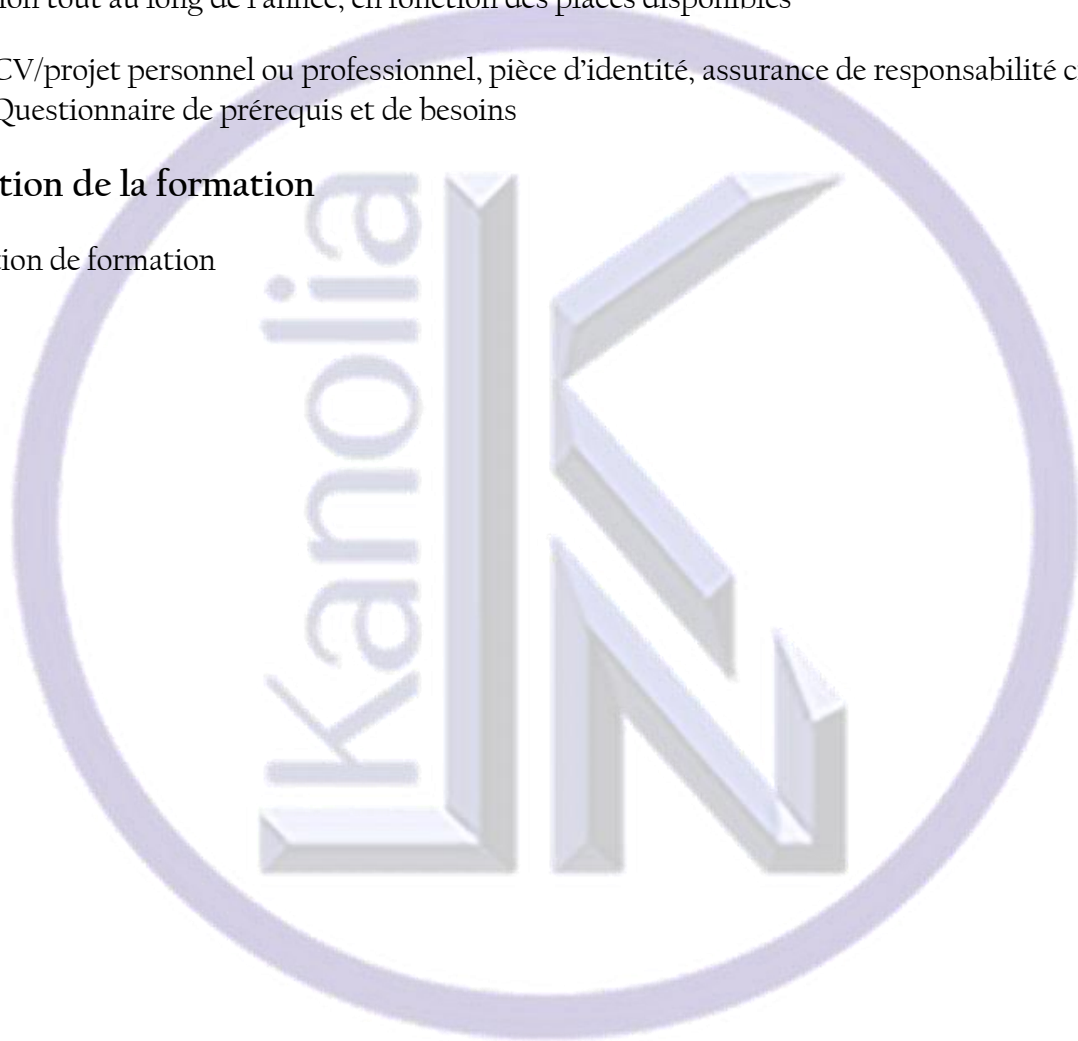 ion tout au long de l'année, en fonction des places disponibles
CV/projet personnel ou professionnel, pièce d'identité, assurance de responsabilité c
Questionnaire de prérequis et de besoins
tion de la formation
tion de formation
Kanolia